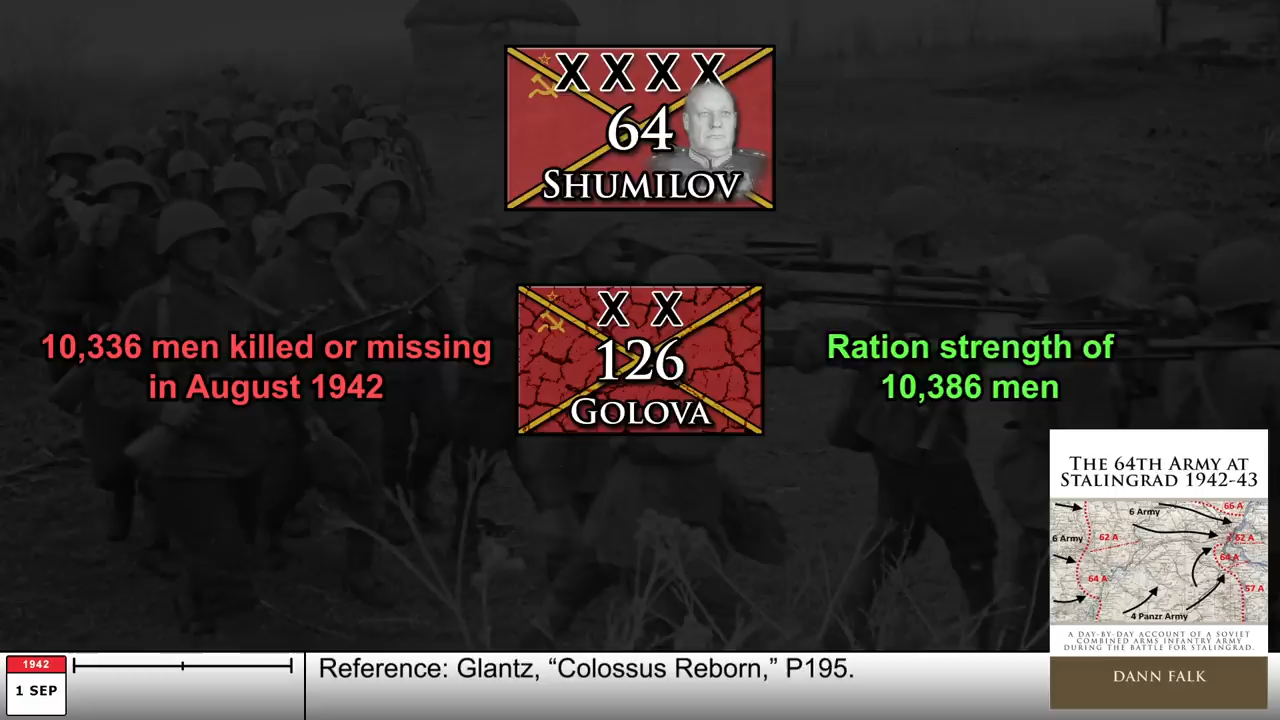 X X X X
64
SHUMILOV
10,336 men killed or missing
in August 1942
X X
126
GOLOVA
Ration strength of
10,386 men
THE 64TH ARMY AT
STALINGRAD 1942-43
66 A
6 Army
6 Army
62 A
62 A
64 A
64 A
57 A
4 Panzr Army
A DAY-BY-DAY ACCOUNT OF A SOVIET
COMBINED ARMS INFANTRY ARMY
DURING THE BATTLE FOR STALINGRAD.
DANN FALK
1942
1 SEP
Reference: Glantz, “Colossus Reborn,” P195.